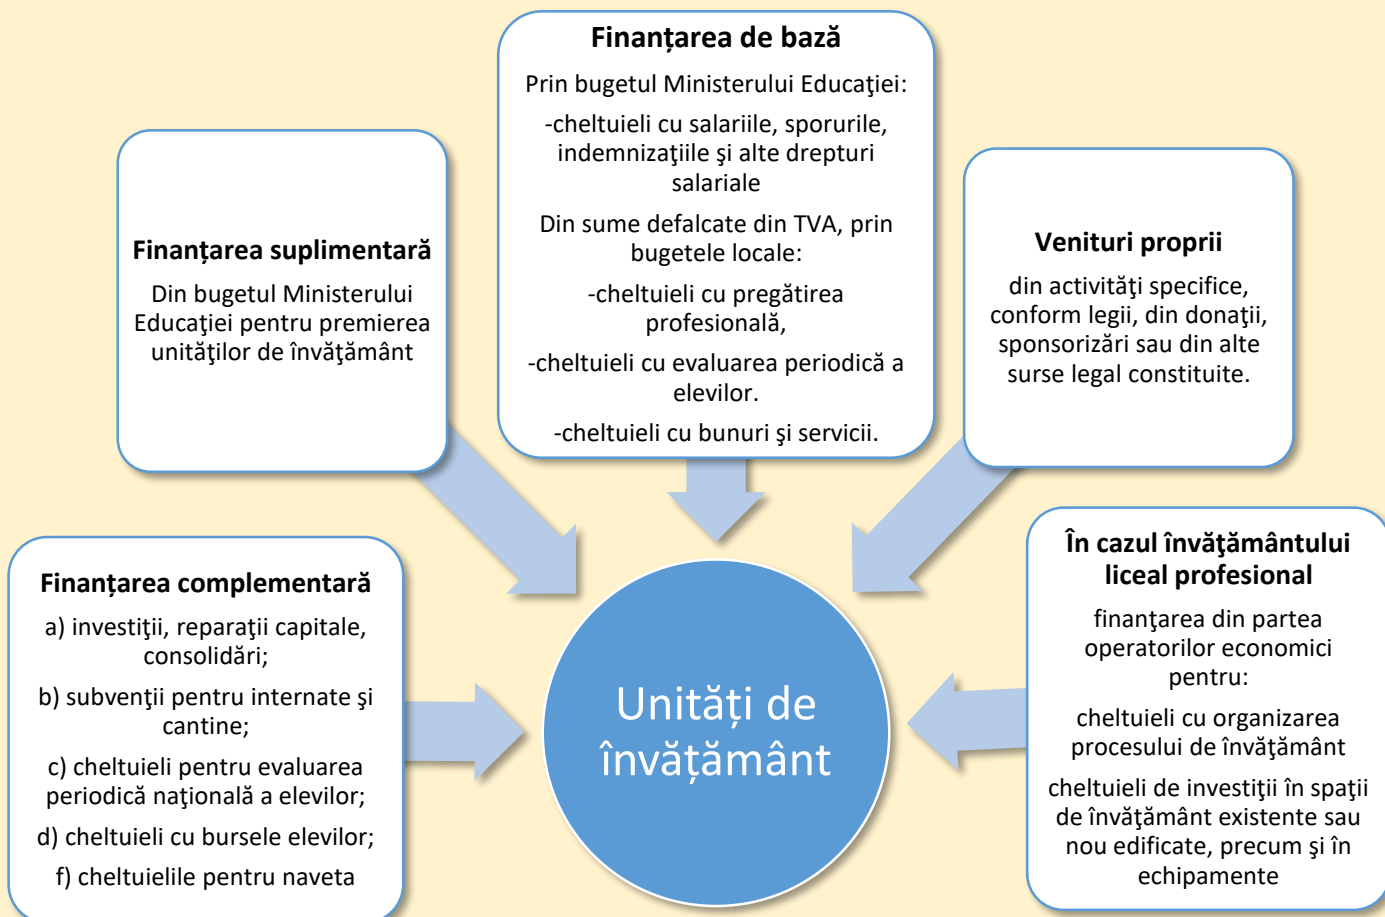 Finanțarea de bază
Prin bugetul Ministerului Educaţiei:
-cheltuieli cu salariile, sporurile,
indemnizaţiile şi alte drepturi
salariale
Din sume defalcate din TVA, prin
bugetele locale:
-cheltuieli cu pregătirea
profesională,
-cheltuieli cu evaluarea periodică a
elevilor.
-cheltuieli cu bunuri şi servicii.
Finanțarea suplimentară
Din bugetul Ministerului
Educaţiei pentru premierea
unităţilor de învăţământ
Venituri proprii
din activităţi specifice,
conform legii, din donaţii,
sponsorizări sau din alte
surse legal constituite.
Finanțarea complementară
a) investiţii, reparaţii capitale,
consolidări;
b) subvenţii pentru internate şi
cantine;
c) cheltuieli pentru evaluarea
periodică naţională a elevilor;
d) cheltuieli cu bursele elevilor;
f) cheltuielile pentru naveta
Unități de
învățământ
În cazul învăţământului
liceal profesional
finanţarea din partea
operatorilor economici
pentru:
cheltuieli cu organizarea
procesului de învăţământ
cheltuieli de investiţii în spaţii
de învăţământ existente sau
nou edificate, precum şi în
echipamente